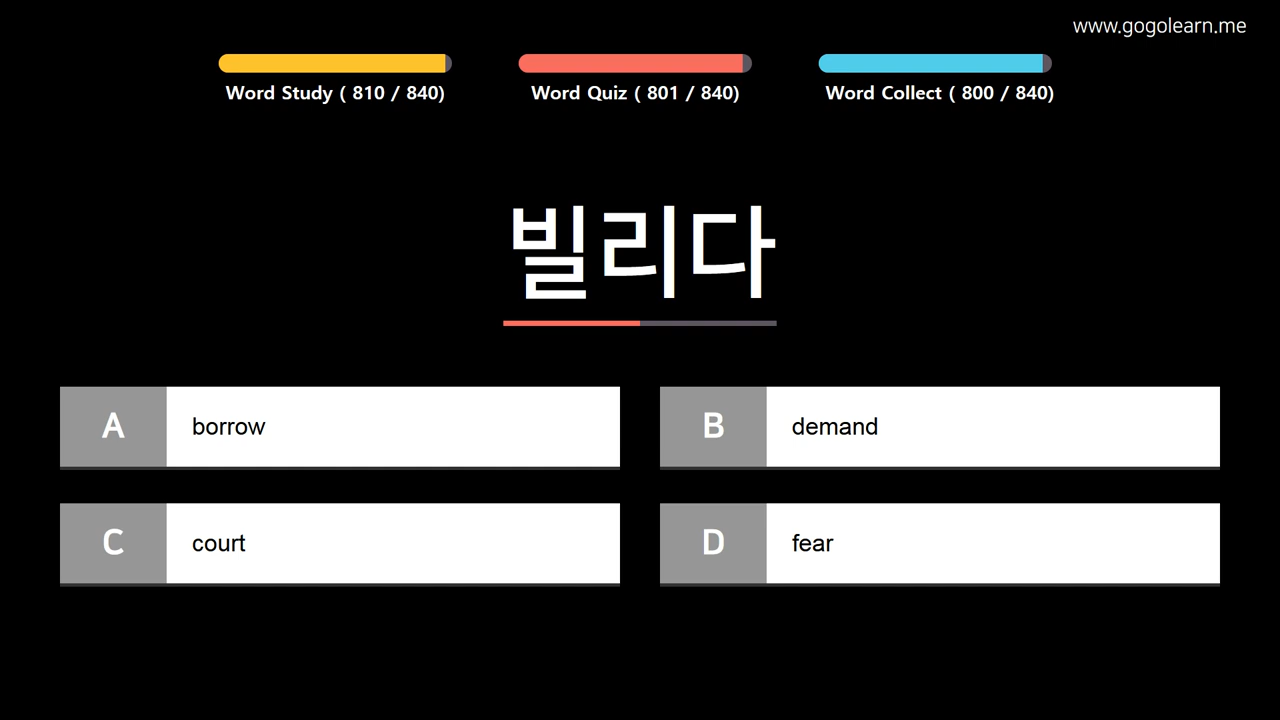 www.gogolearn.me
Word Study ( 810 / 840)
Word Quiz ( 801 / 840)
Word Collect ( 800 / 840)
빌리다
A borrow
B demand
C court
D fear